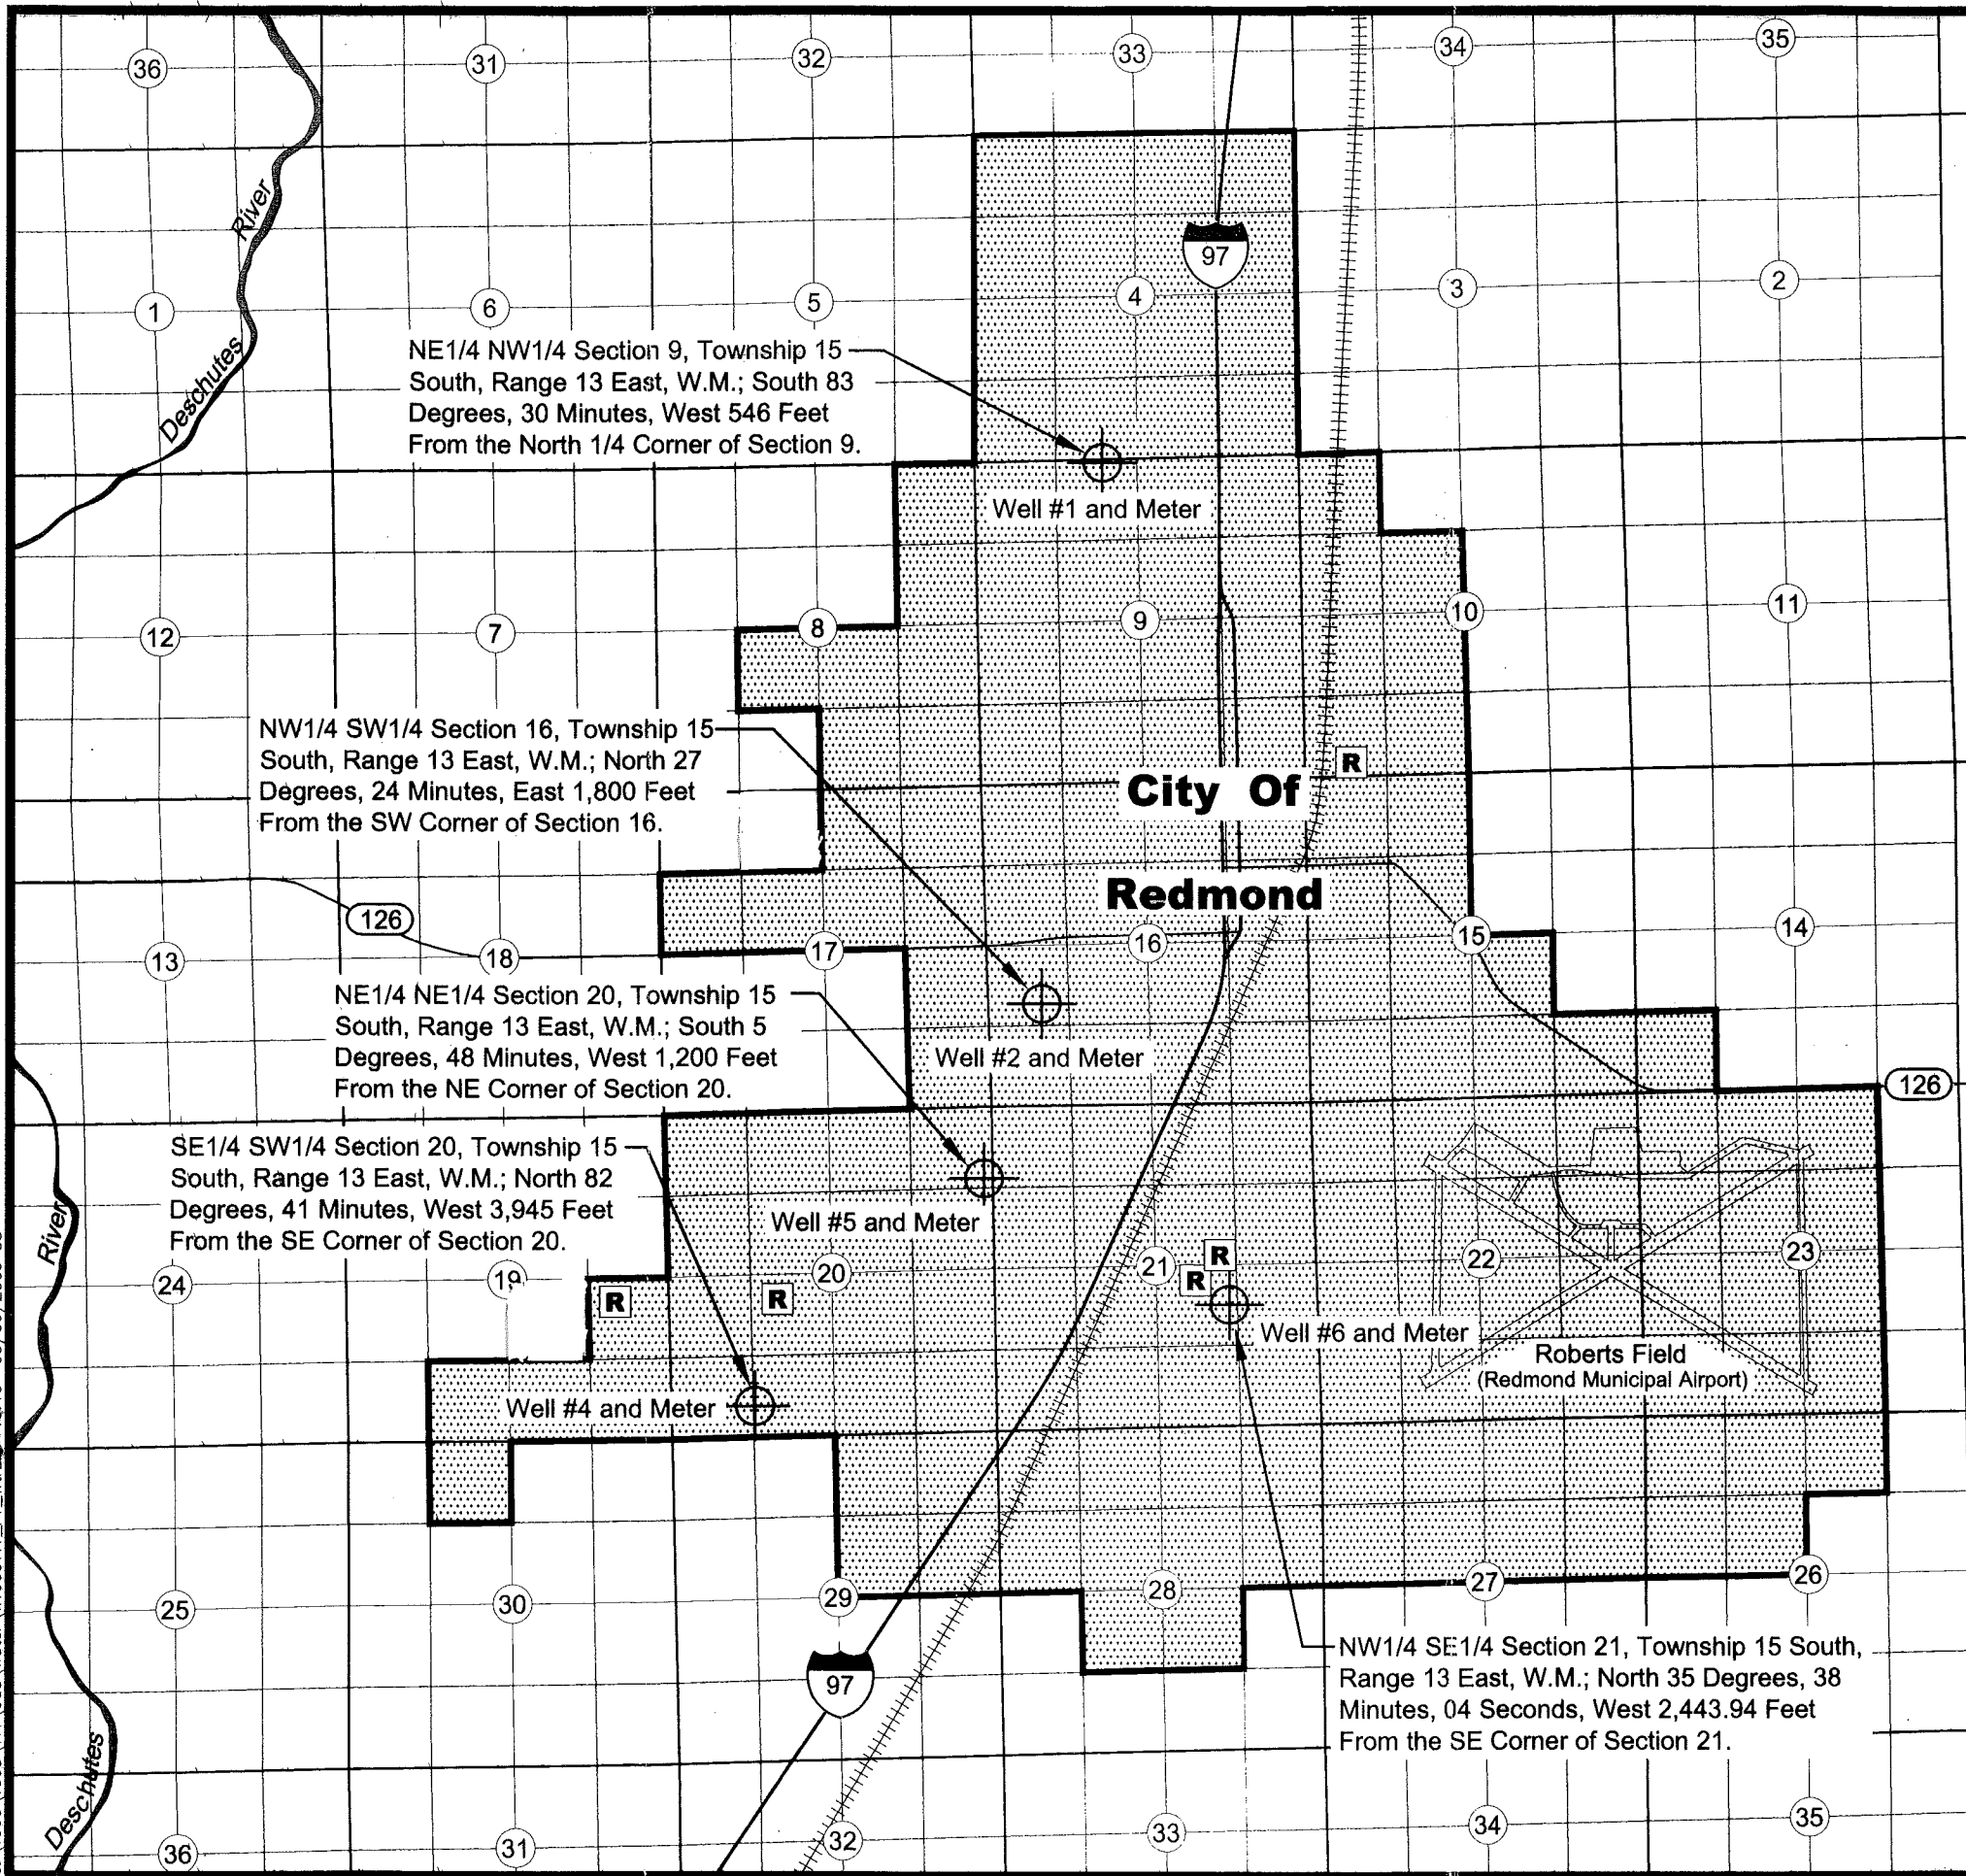 36
31
32
33
34
35
River
97
1
6
5
4
3
2
Deschutes
NE1/4 NW1/4 Section 9, Township 15
South, Range 13 East, W.M.; South 83
Degrees, 30 Minutes, West 546 Feet
From the North 1/4 Corner of Section 9.
Well #1 and Meter
12
7
8
9
10
11
NW1/4 SW1/4 Section 16, Township 15
South, Range 13 East, W.M.; North 27
Degrees, 24 Minutes, East 1,800 Feet
From the SW Corner of Section 16.
R
City Of
Redmond
126
13
18
17
16
15
14
NE1/4 NE1/4 Section 20, Township 15
South, Range 13 East, W.M.; South 5
Degrees, 48 Minutes, West 1,200 Feet
From the NE Corner of Section 20.
Well #2 and Meter
126
SE1/4 SW1/4 Section 20, Township 15
South, Range 13 East, W.M.; North 82
Degrees, 41 Minutes, West 3,945 Feet
From the SE Corner of Section 20.
Well #5 and Meter
River
24
19
20
21
22
23
R
R
R
R
Well #6 and Meter
Roberts Field
(Redmond Municipal Airport)
Well #4 and Meter
25
30
29
28
27
26
NW1/4 SE1/4 Section 21, Township 15 South,
Range 13 East, W.M.; North 35 Degrees, 38
Minutes, 04 Seconds, West 2,443.94 Feet
From the SE Corner of Section 21.
97
Deschutes
36
31
32
33
34
35